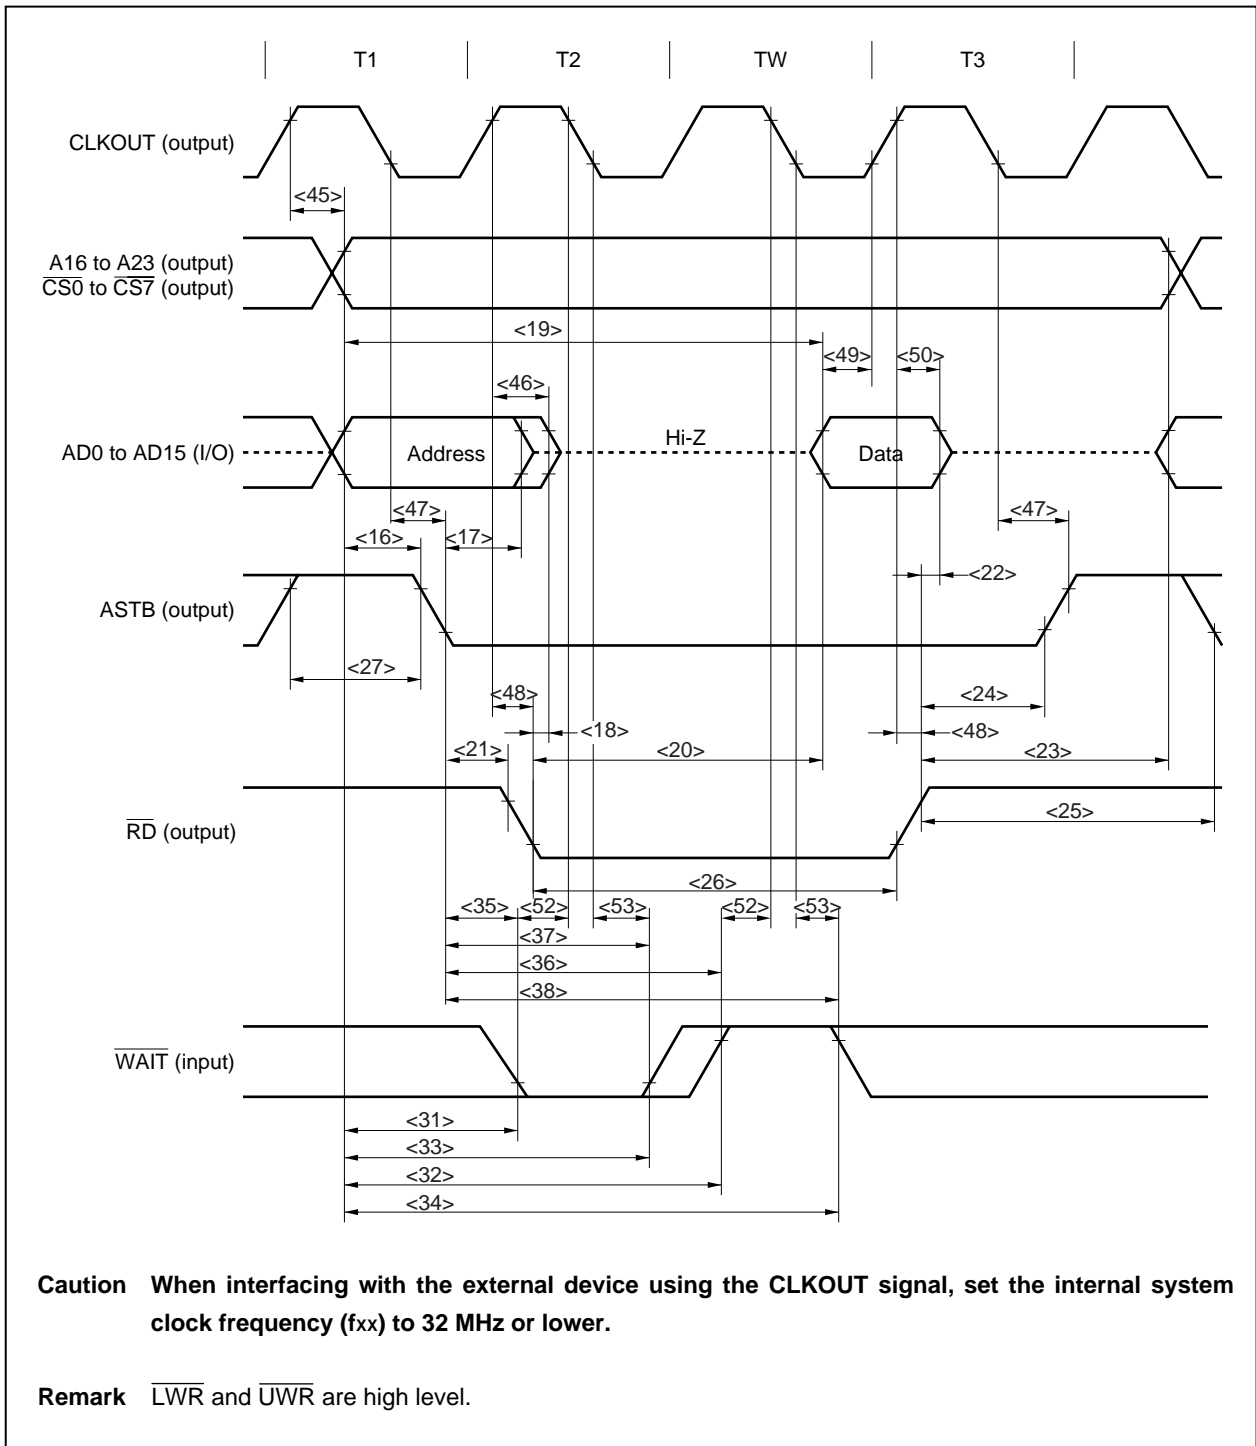 T1 T2 TW T3
CLKOUT (output)
<45>
A16 to A23 (output)
CS0 to CS7 (output)
<19>
<49> <50>
<46>
AD0 to AD15 (I/O) Address Hi-Z Data
<47> <47>
<16> <17>
<22>
ASTB (output)
<27>
<48> <24>
<18> <48>
<21> <20> <23>
RD (output)
<25>
<26>
<35> <52> <53> <52> <53>
<37>
<36>
<38>
WAIT (input)
<31>
<33>
<32>
<34>
Caution When interfacing with the external device using the CLKOUT signal, set the internal system
clock frequency (fxx) to 32 MHz or lower.
Remark LWR and UWR are high level.